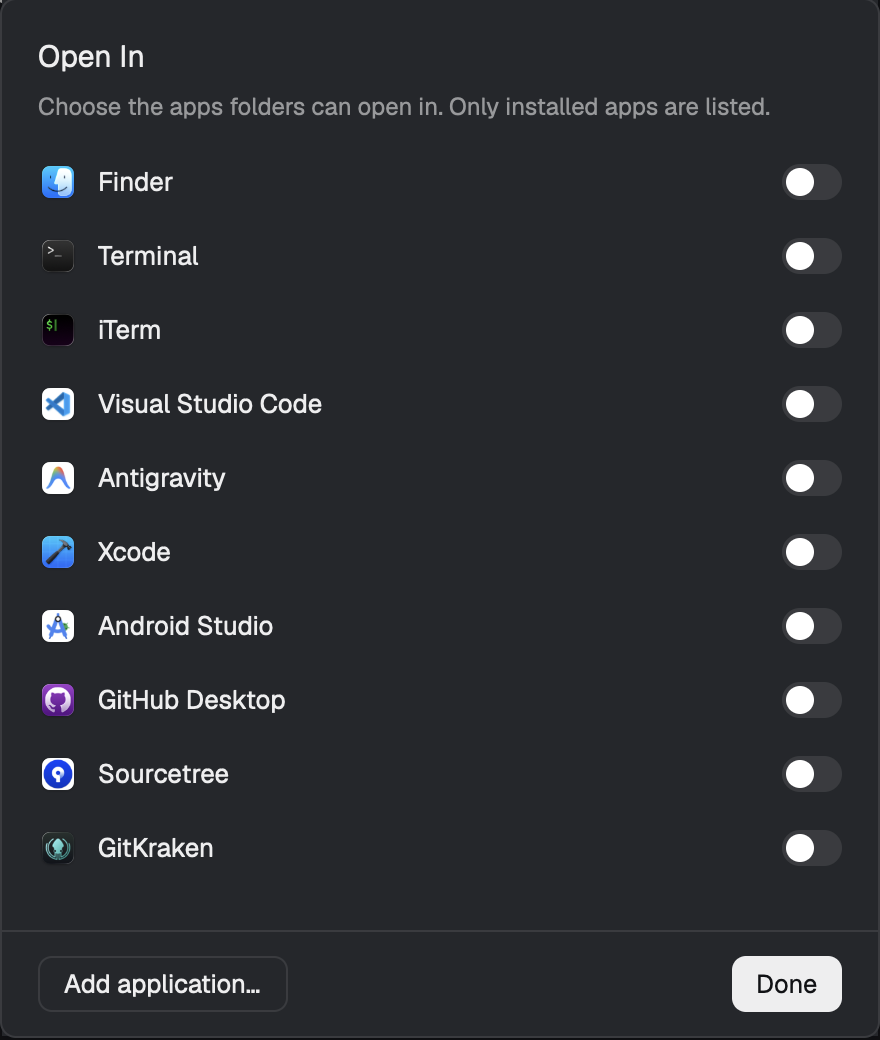 Open In
Choose the apps folders can open in. Only installed apps are listed.
Finder
>_
Terminal
$|
iTerm
Visual Studio Code
Antigravity
Xcode
Android Studio
GitHub Desktop
Sourcetree
GitKraken
Add application...
Done